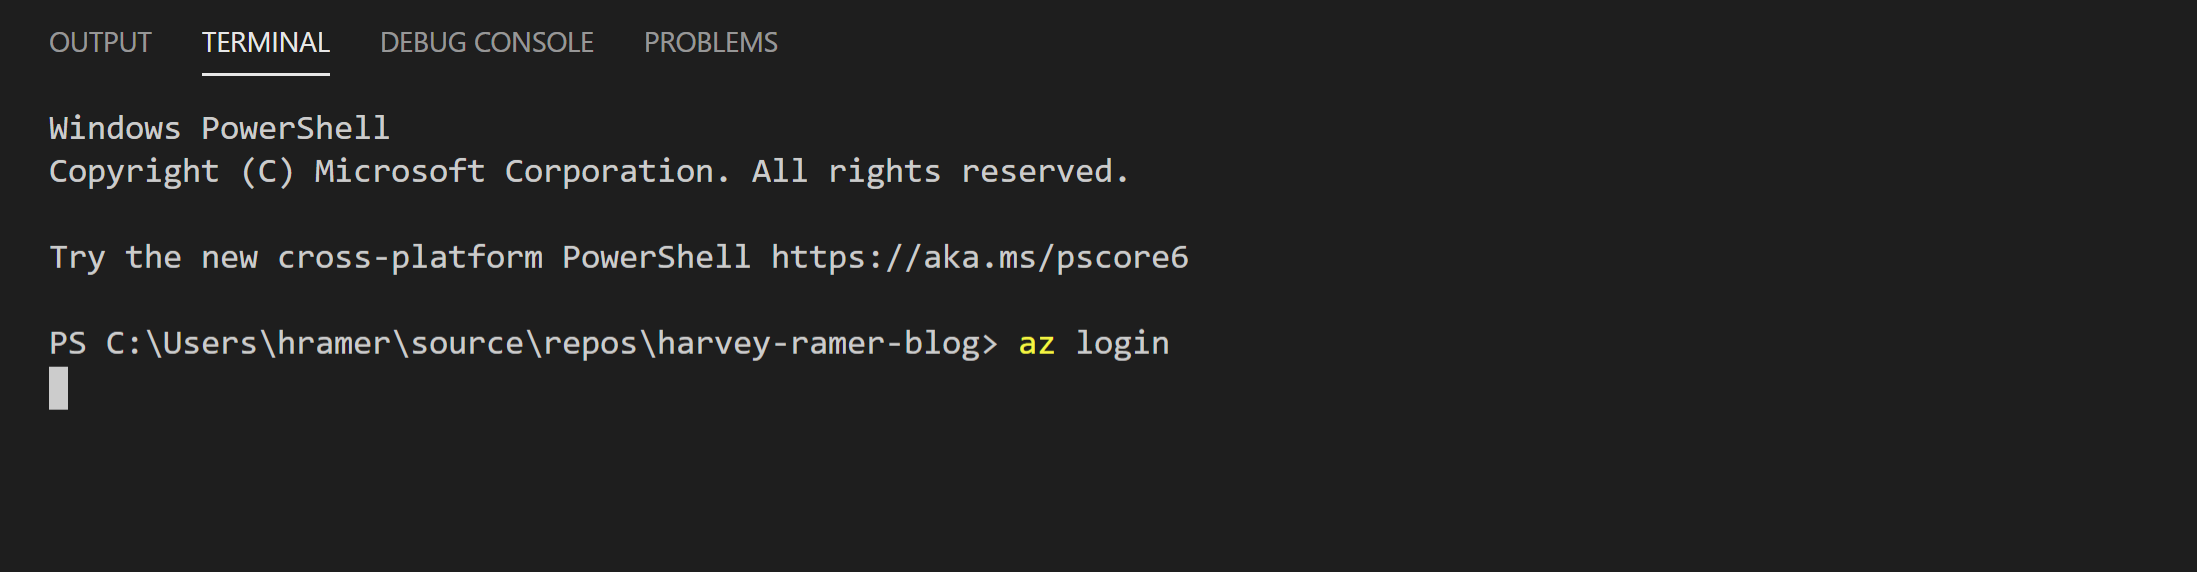 OUTPUT TERMINAL DEBUG CONSOLE PROBLEMS
Windows PowerShell
Copyright (C) Microsoft Corporation. All rights reserved.
Try the new cross-platform PowerShell https://aka.ms/pscore6
PS C:\Users\hramer\source\repos\harvey-ramer-blog> az login